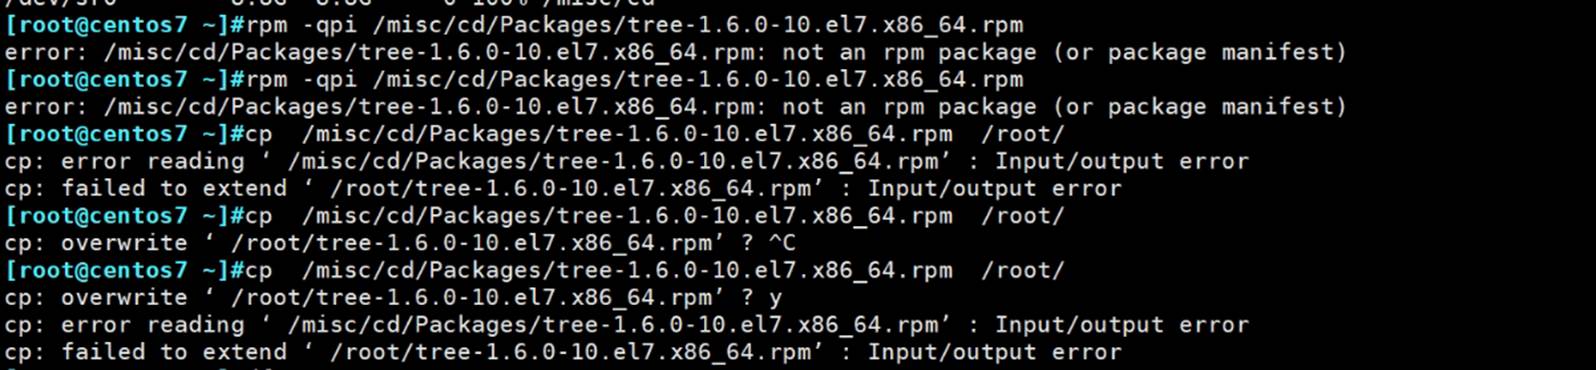 [root@centos7 ~]#rpm -qpi /misc/cd/Packages/tree-1.6.0-10.el7.x86_64.rpm
error: /misc/cd/Packages/tree-1.6.0-10.el7.x86_64.rpm: not an rpm package (or package manifest)
[root@centos7 ~]#rpm -qpi /misc/cd/Packages/tree-1.6.0-10.el7.x86_64.rpm
error: /misc/cd/Packages/tree-1.6.0-10.el7.x86_64.rpm: not an rpm package (or package manifest)
[root@centos7 ~]#cp  /misc/cd/Packages/tree-1.6.0-10.el7.x86_64.rpm  /root/
cp: error reading ‘ /misc/cd/Packages/tree-1.6.0-10.el7.x86_64.rpm’ : Input/output error
cp: failed to extend ‘ /root/tree-1.6.0-10.el7.x86_64.rpm’ : Input/output error
[root@centos7 ~]#cp  /misc/cd/Packages/tree-1.6.0-10.el7.x86_64.rpm  /root/
cp: overwrite ‘ /root/tree-1.6.0-10.el7.x86_64.rpm’ ? ^C
[root@centos7 ~]#cp  /misc/cd/Packages/tree-1.6.0-10.el7.x86_64.rpm  /root/
cp: overwrite ‘ /root/tree-1.6.0-10.el7.x86_64.rpm’ ? y
cp: error reading ‘ /misc/cd/Packages/tree-1.6.0-10.el7.x86_64.rpm’ : Input/output error
cp: failed to extend ‘ /root/tree-1.6.0-10.el7.x86_64.rpm’ : Input/output error